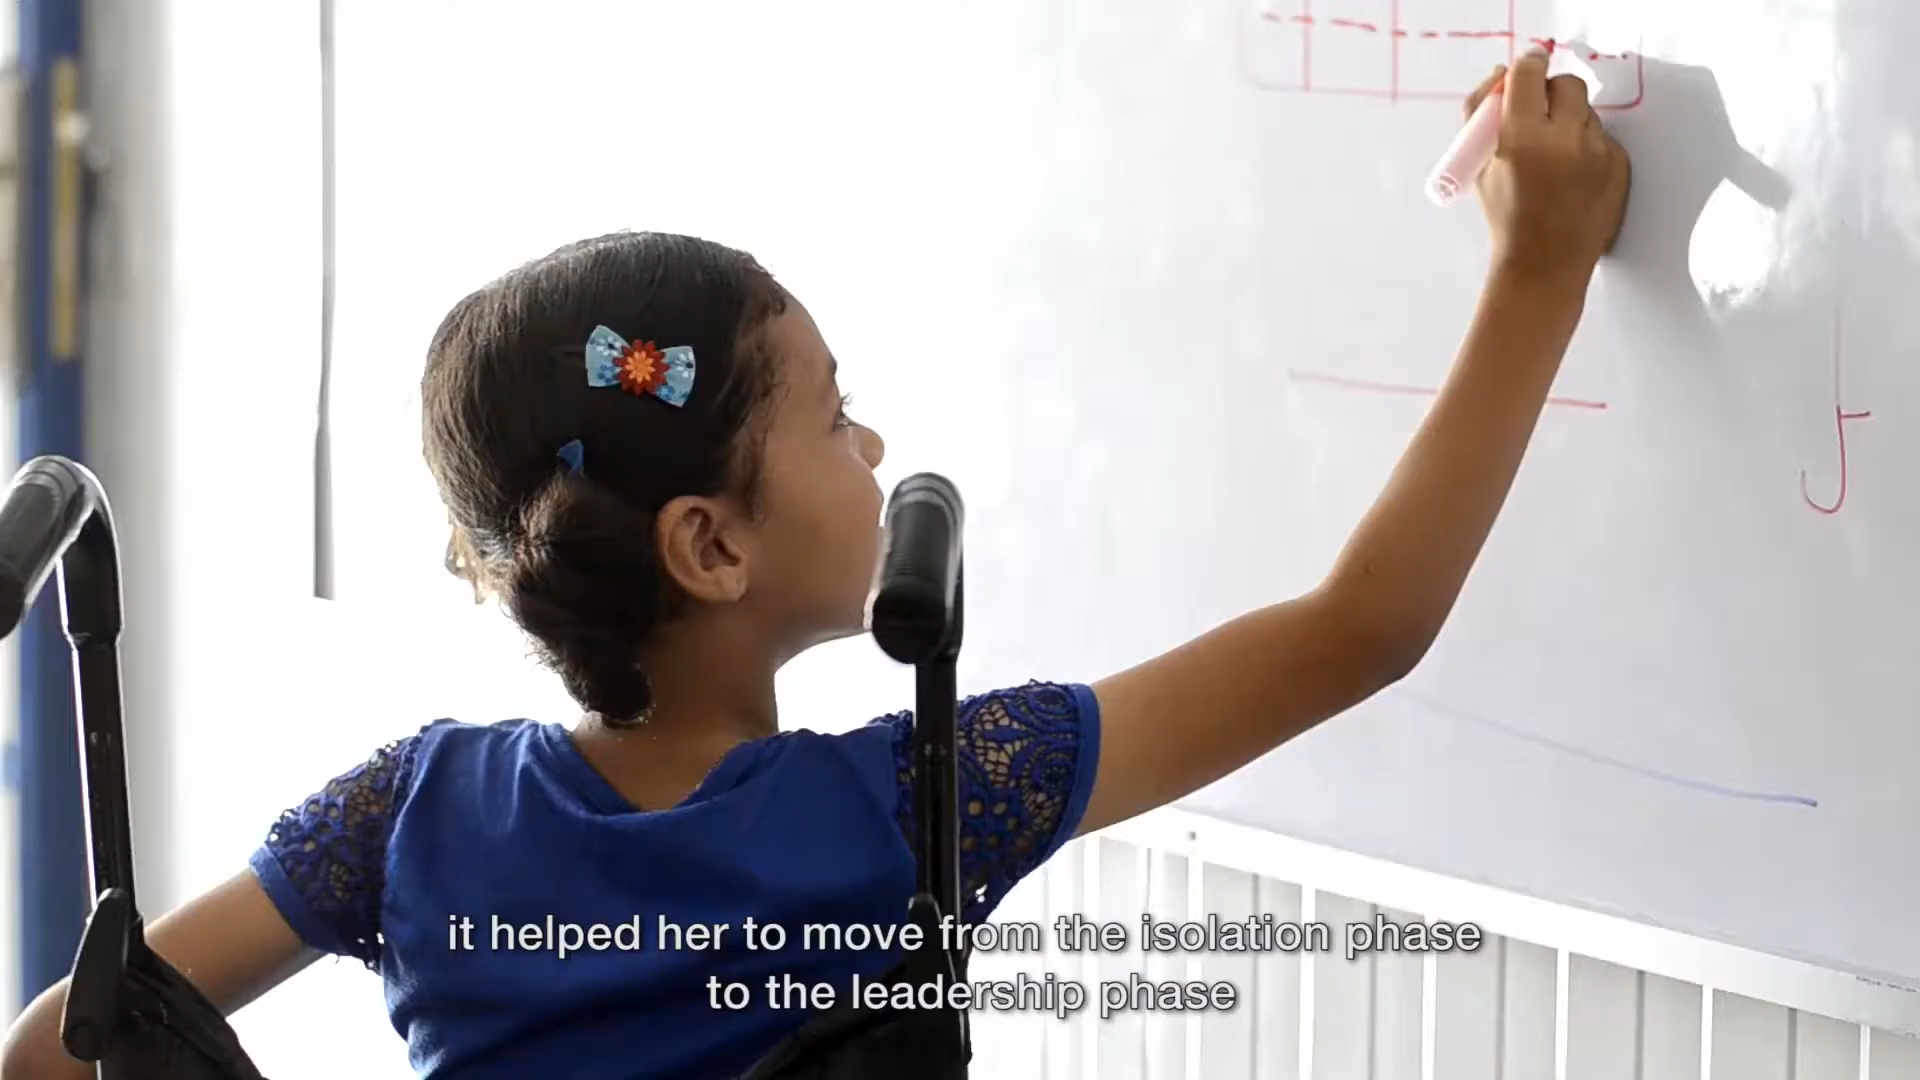 it helped her to move from the isolation phase
to the leadership phase